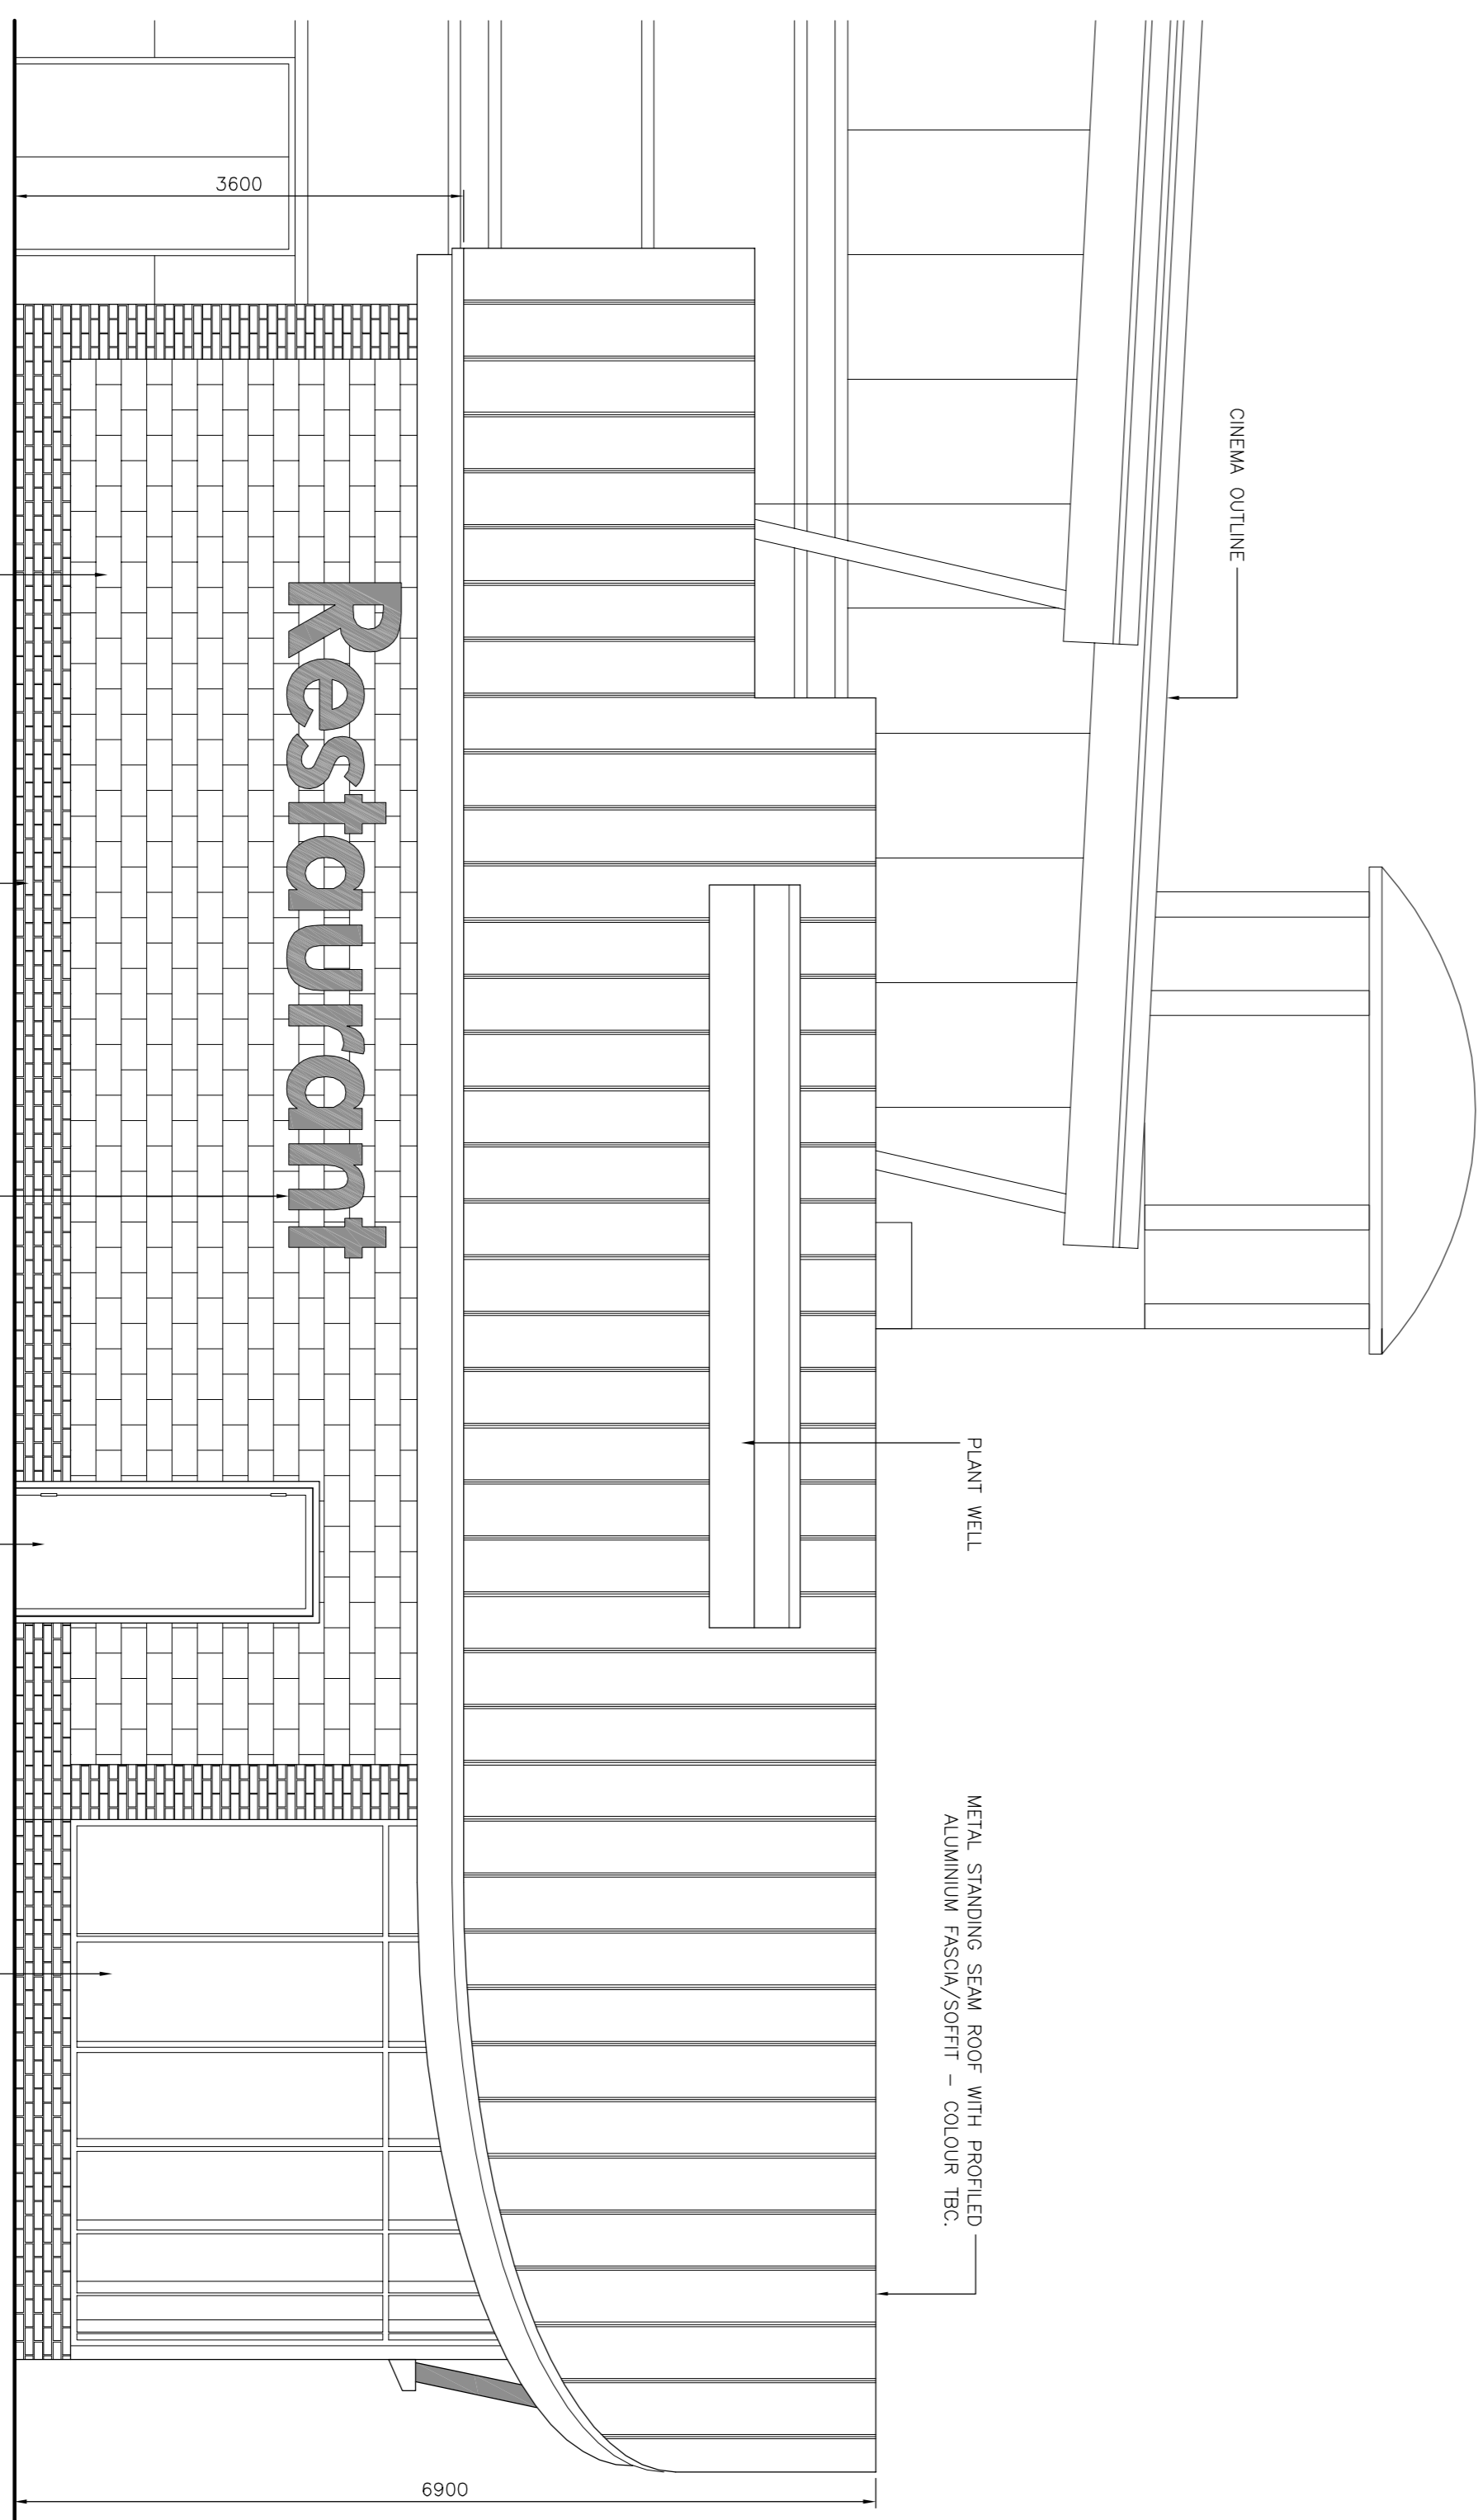 CINEMA OUTLINE
PLANT WELL
METAL STANDING SEAM ROOF WITH PROFILED
ALUMINIUM FASCIA/SOFFIT - COLOUR TBC.
3600
Restaurant
6900